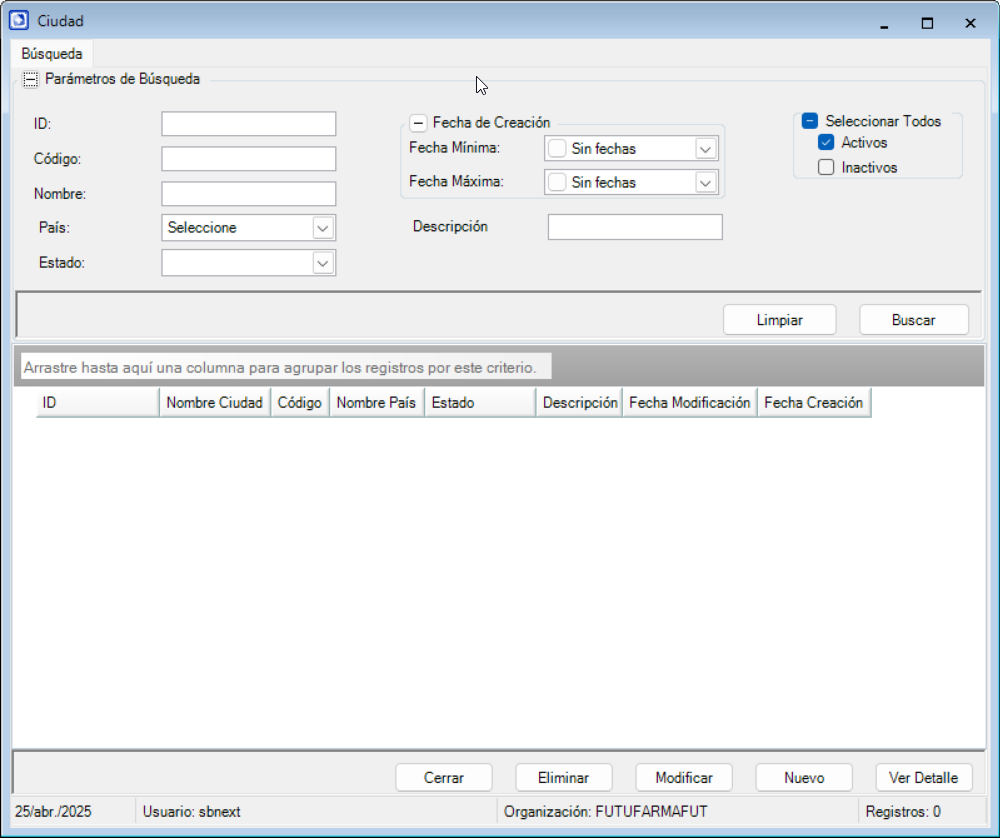 Ciudad
Búsqueda
Parámetros de Búsqueda
ID:
Código:
Nombre:
País: Seleccione
Estado:
Fecha de Creación
Fecha Mínima: Sin fechas
Fecha Máxima: Sin fechas
Descripción
Seleccionar Todos
Activos
Inactivos
Limpiar Buscar
Arrastre hasta aquí una columna para agrupar los registros por este criterio.
ID Nombre Ciudad Código Nombre País Estado Descripción Fecha Modificación Fecha Creación
Cerrar Eliminar Modificar Nuevo Ver Detalle
25/abr./2025 Usuario: sbnext Organización: FUTUFARMAFUT Registros: 0